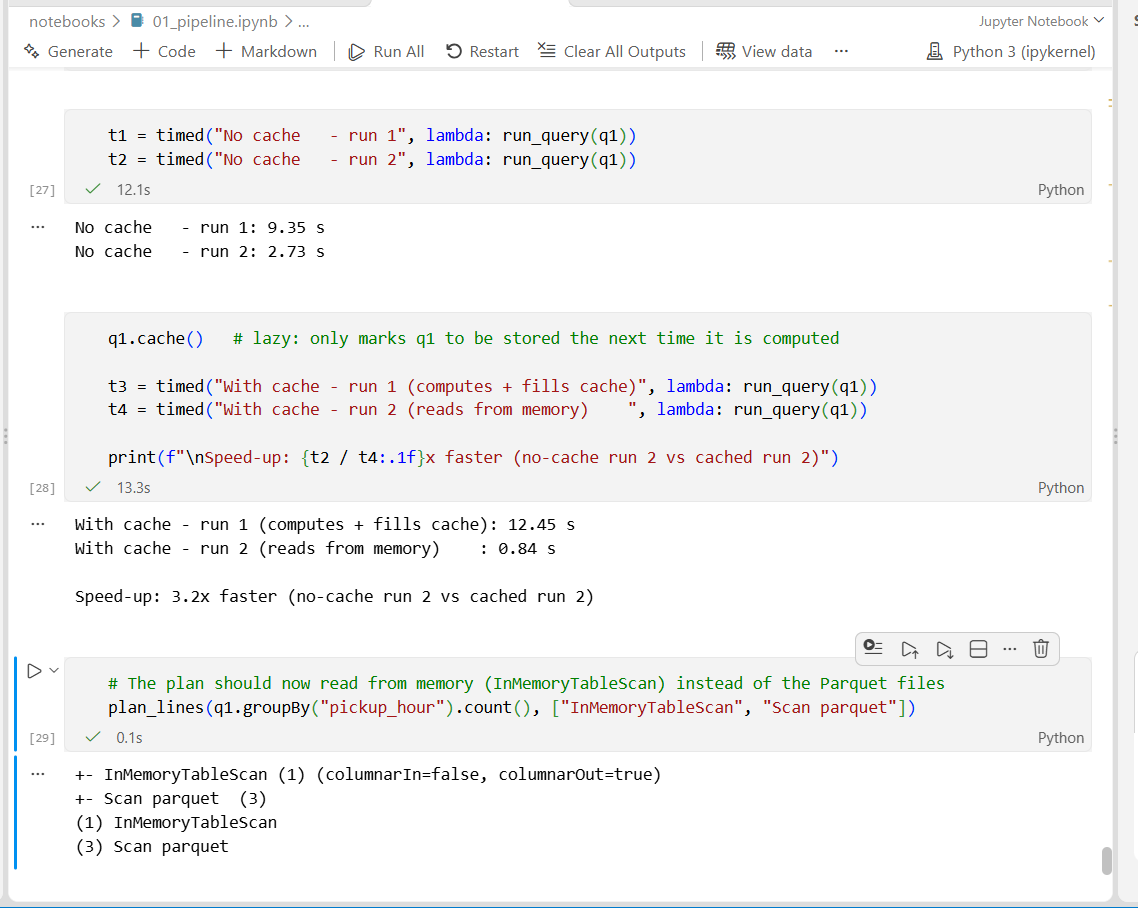 notebooks > 01_pipeline.ipynb > ...
Jupyter Notebook
Generate + Code + Markdown Run All Restart Clear All Outputs View data ... Python 3 (ipykernel)
t1 = timed("No cache   - run 1", lambda: run_query(q1))
t2 = timed("No cache   - run 2", lambda: run_query(q1))
[27] 12.1s Python
... No cache   - run 1: 9.35 s
No cache   - run 2: 2.73 s
q1.cache()   # lazy: only marks q1 to be stored the next time it is computed
t3 = timed("With cache - run 1 (computes + fills cache)", lambda: run_query(q1))
t4 = timed("With cache - run 2 (reads from memory)    ", lambda: run_query(q1))
print(f"\nSpeed-up: {t2 / t4:.1f}x faster (no-cache run 2 vs cached run 2)")
[28] 13.3s Python
... With cache - run 1 (computes + fills cache): 12.45 s
With cache - run 2 (reads from memory)    : 0.84 s
Speed-up: 3.2x faster (no-cache run 2 vs cached run 2)
...
# The plan should now read from memory (InMemoryTableScan) instead of the Parquet files
plan_lines(q1.groupBy("pickup_hour").count(), ["InMemoryTableScan", "Scan parquet"])
[29] 0.1s Python
... +- InMemoryTableScan (1) (columnarIn=false, columnarOut=true)
+- Scan parquet  (3)
(1) InMemoryTableScan
(3) Scan parquet